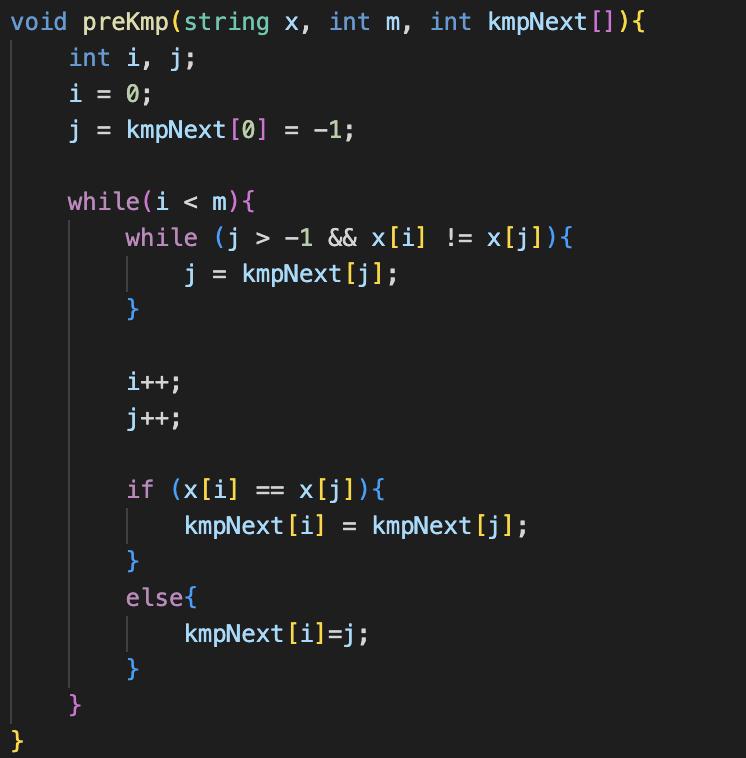 void preKmp(string x, int m, int kmpNext[]){
    int i, j;
    i = 0;
    j = kmpNext[0] = -1;

    while(i < m){
        while (j > -1 && x[i] != x[j]){
            j = kmpNext[j];
        }

        i++;
        j++;

        if (x[i] == x[j]){
            kmpNext[i] = kmpNext[j];
        }
        else{
            kmpNext[i]=j;
        }
    }
}